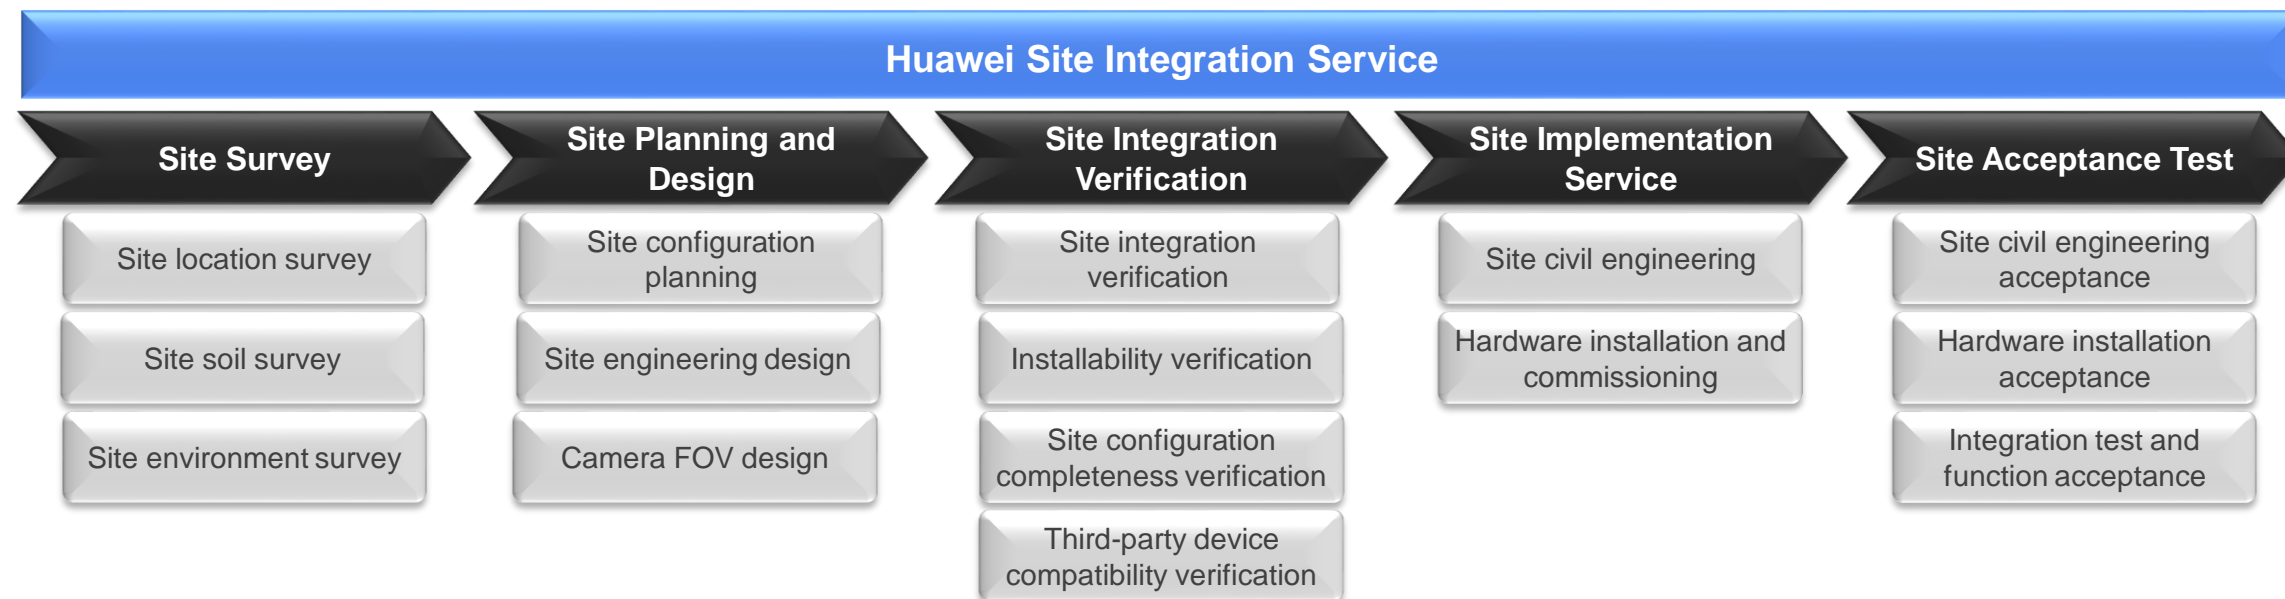 Huawei Site Integration Service
Site Survey
Site location survey
Site soil survey
Site environment survey
Site Planning and
Design
Site configuration
planning
Site engineering design
Camera FOV design
Site Integration
Verification
Site integration
verification
Installability verification
Site configuration
completeness verification
Third-party device
compatibility verification
Site Implementation
Service
Site civil engineering
Hardware installation and
commissioning
Site Acceptance Test
Site civil engineering
acceptance
Hardware installation
acceptance
Integration test and
function acceptance